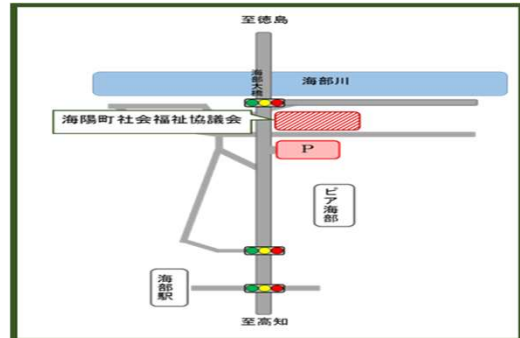 至徳島
海部大橋
海部川
海陽町社会福祉協議会
P
ピア海部
海部駅
至高知